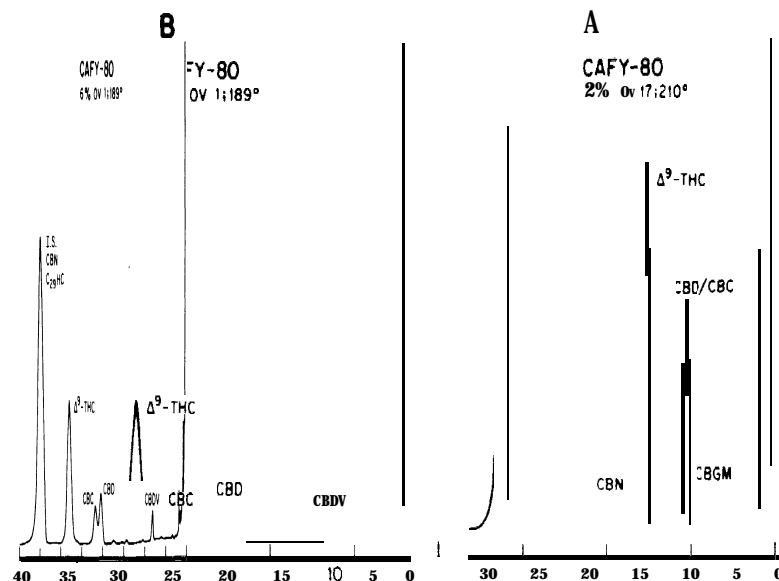 B
CAFY-80
6% OV 1;189°
FY-80
OV 1;189°
I.S.
CBN
C₂₉HC
Δ⁹-THC
Δ⁹-THC
CBC
CBD
CBDV
CBC
CBD
CBDV
40 35 30 25 20 15 10 5 0
A
CAFY-80
2% Ov 17;210°
Δ⁹-THC
CBD/CBC
CBN
CBGM
30 25 20 15 10 5 0